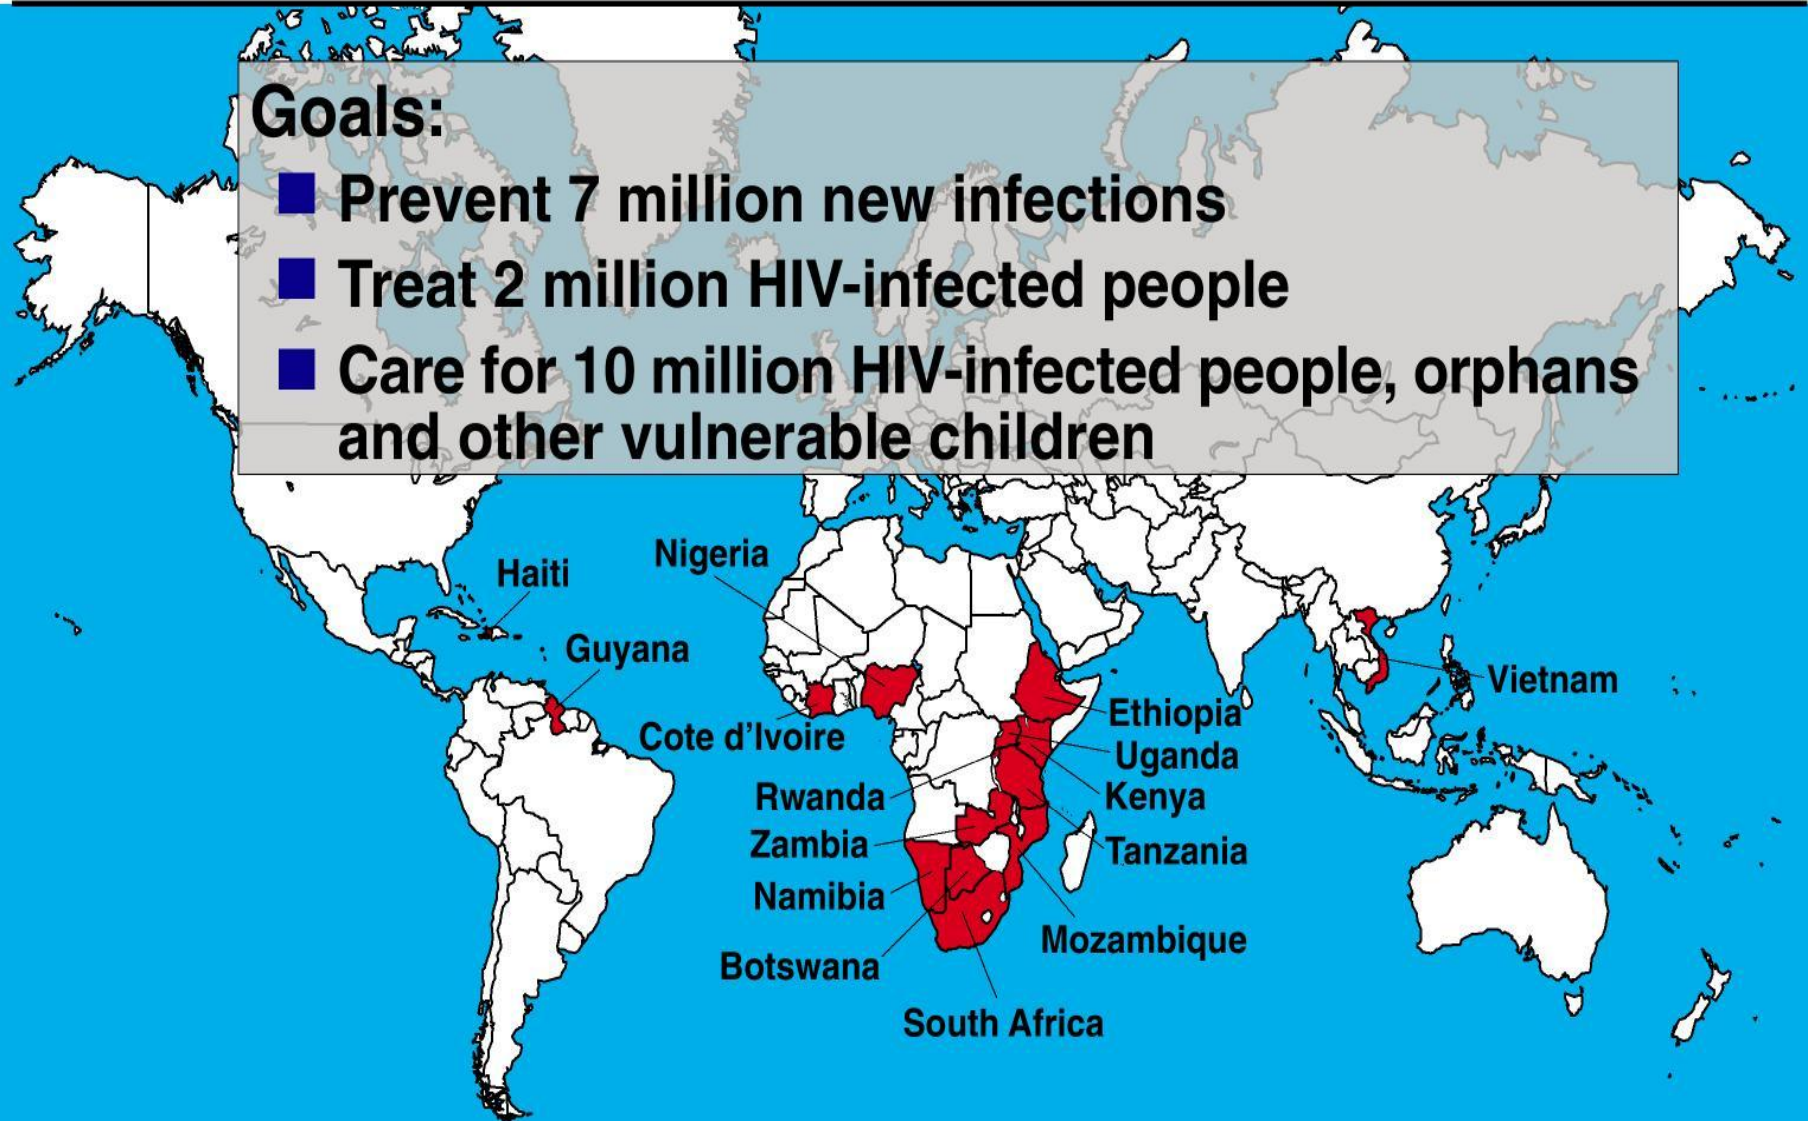 Goals:
Prevent 7 million new infections
Treat 2 million HIV-infected people
Care for 10 million HIV-infected people, orphans
and other vulnerable children
Nigeria
Haiti
Guyana
Vietnam
Ethiopia
Cote d’Ivoire
Uganda
Rwanda
Kenya
Zambia
Tanzania
Namibia
Mozambique
Botswana
South Africa